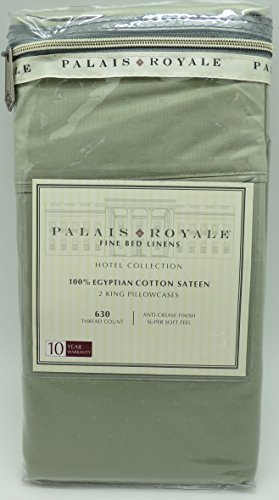 PALAIS ROYALE
PALAIS ROYALE
FINE BED LINENS
HOTEL COLLECTION
100% EGYPTIAN COTTON SATEEN
2 KING PILLOWCASES
630
THREAD COUNT
ANTI-CREASE FINISH
SUPER SOFT FEEL
10 YEAR
WARRANTY